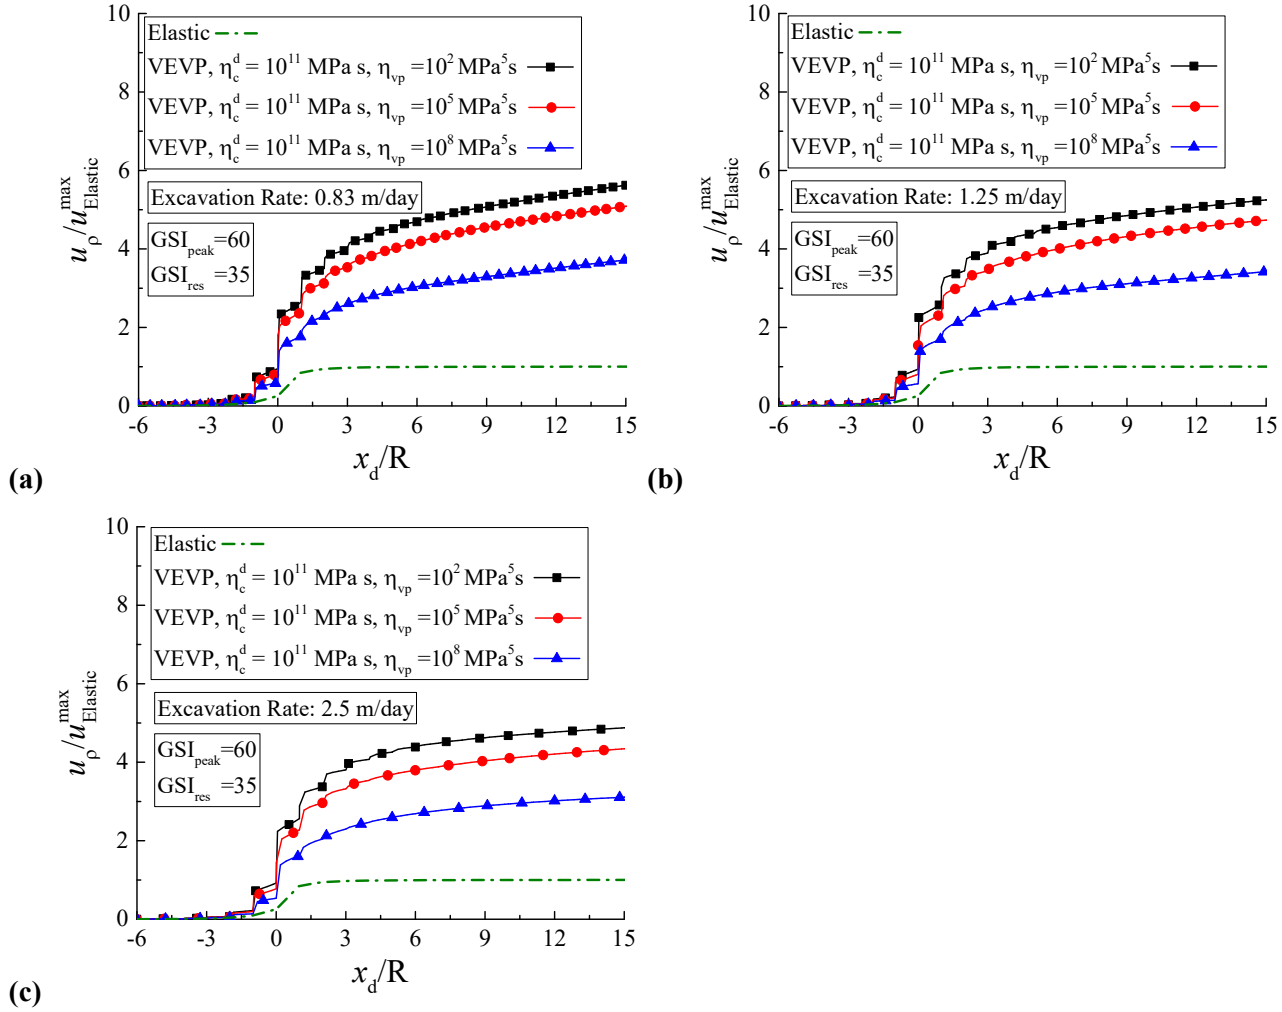 10
Elastic
VEVP, η_c^d = 10^11 MPa s, η_vp =10^2 MPa^5s
8
VEVP, η_c^d = 10^11 MPa s, η_vp =10^5 MPa^5s
VEVP, η_c^d = 10^11 MPa s, η_vp =10^8 MPa^5s
6
Excavation Rate: 0.83 m/day
u_ρ/u_Elastic^max
GSI_peak=60
4
GSI_res =35
2
0
-6 -3 0 3 6 9 12 15
x_d/R
(a)
10
Elastic
VEVP, η_c^d = 10^11 MPa s, η_vp =10^2 MPa^5s
8
VEVP, η_c^d = 10^11 MPa s, η_vp =10^5 MPa^5s
VEVP, η_c^d = 10^11 MPa s, η_vp =10^8 MPa^5s
6
Excavation Rate: 1.25 m/day
u_ρ/u_Elastic^max
GSI_peak=60
4
GSI_res =35
2
0
-6 -3 0 3 6 9 12 15
x_d/R
(b)
10
Elastic
VEVP, η_c^d = 10^11 MPa s, η_vp =10^2 MPa^5s
8
VEVP, η_c^d = 10^11 MPa s, η_vp =10^5 MPa^5s
VEVP, η_c^d = 10^11 MPa s, η_vp =10^8 MPa^5s
6
Excavation Rate: 2.5 m/day
u_ρ/u_Elastic^max
GSI_peak=60
4
GSI_res =35
2
0
-6 -3 0 3 6 9 12 15
x_d/R
(c)